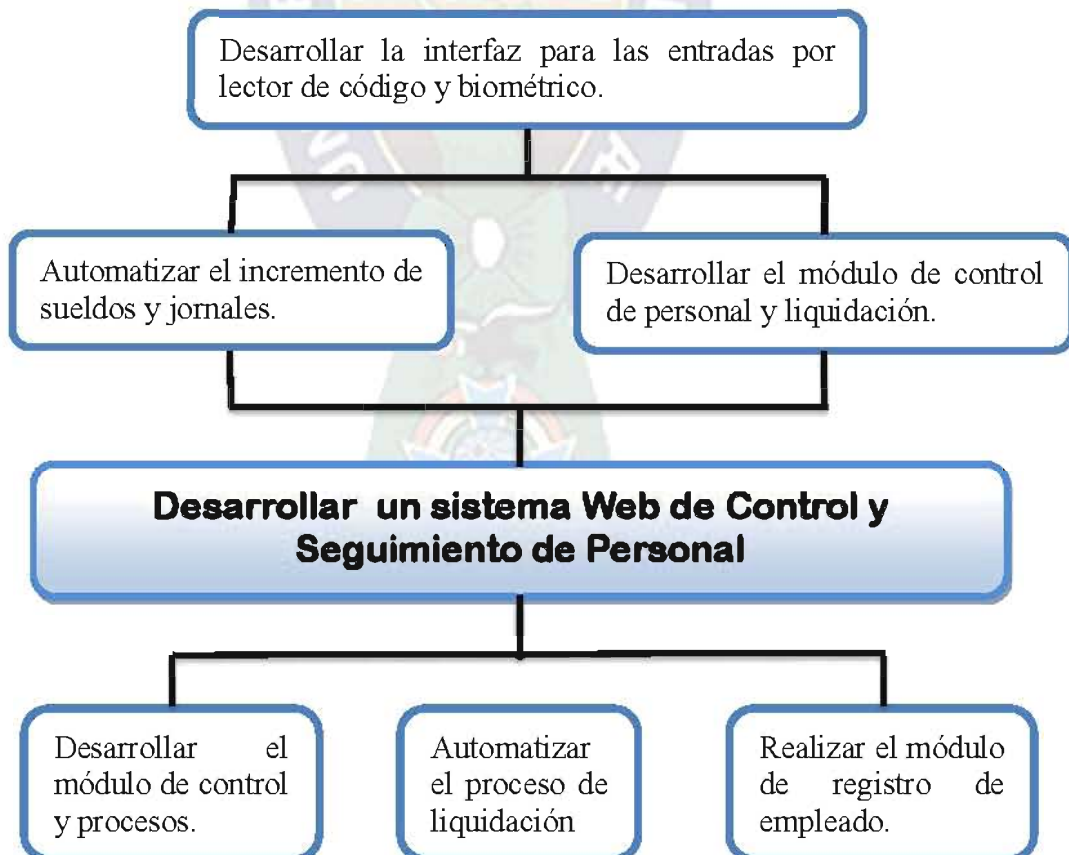 Desarrollar la interfaz para las entradas por
lector de código y biométrico.
Automatizar el incremento de
sueldos y jornales.
Desarrollar el módulo de control
de personal y liquidación.
Desarrollar un sistema Web de Control y
Seguimiento de Personal
Desarrollar el
módulo de control
y procesos.
Automatizar
el proceso de
liquidación
Realizar el módulo
de registro de
empleado.